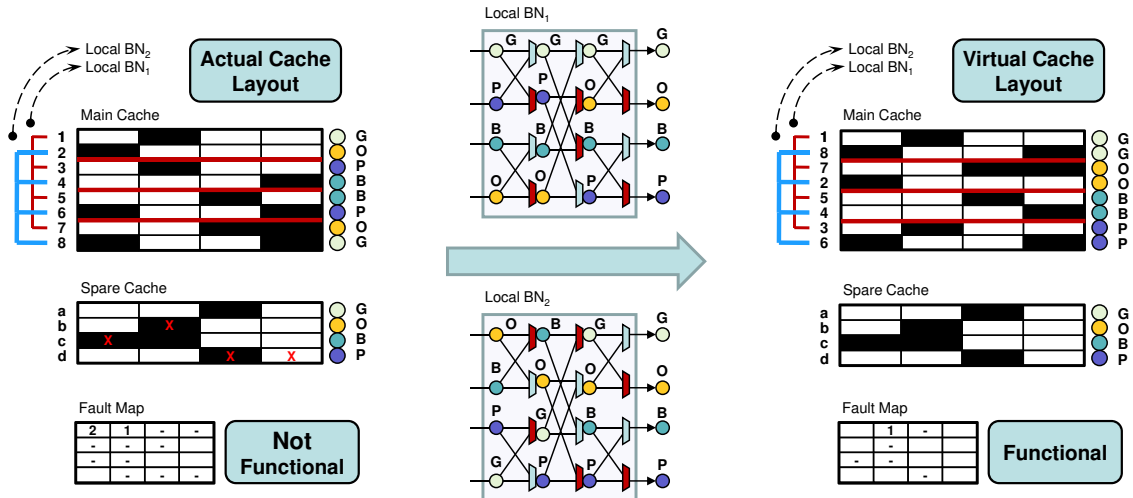 Local BN2
Local BN1
Actual Cache
Layout
Main Cache
1 G
2 O
3 P
4 B
5 B
6 P
7 O
8 G
Spare Cache
a G
b X O
c X B
d X X P
Fault Map
2 1 - -
- - -
- - -
- - -
Not
Functional
Local BN1
G G G G
P P O O
B B B B
O O P P
Local BN2
O B G G
B O O O
P G B B
G P P P
Local BN2
Local BN1
Virtual Cache
Layout
Main Cache
1 G
8 G
7 O
2 O
5 B
4 B
3 P
6 P
Spare Cache
a G
b O
c B
d P
Fault Map
1 -
-
- -
-
Functional